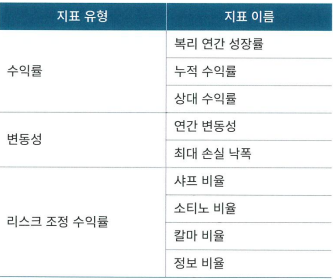 지표 유형 지표 이름
수익률
복리 연간 성장률
누적 수익률
상대 수익률
변동성
연간 변동성
최대 손실 낙폭
리스크 조정 수익률
샤프 비율
소티노 비율
칼마 비율
정보 비율